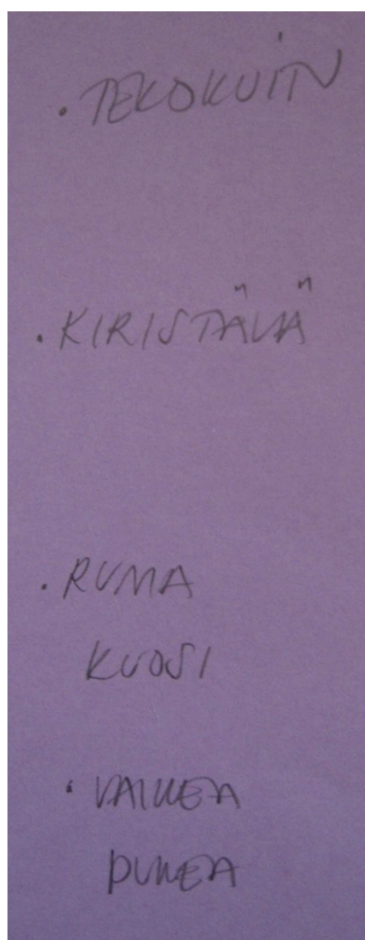 · TEKOKUITU
· KIRISTÄVÄ
· RUMA
KUOSI
· VAIKEA
PUKEA